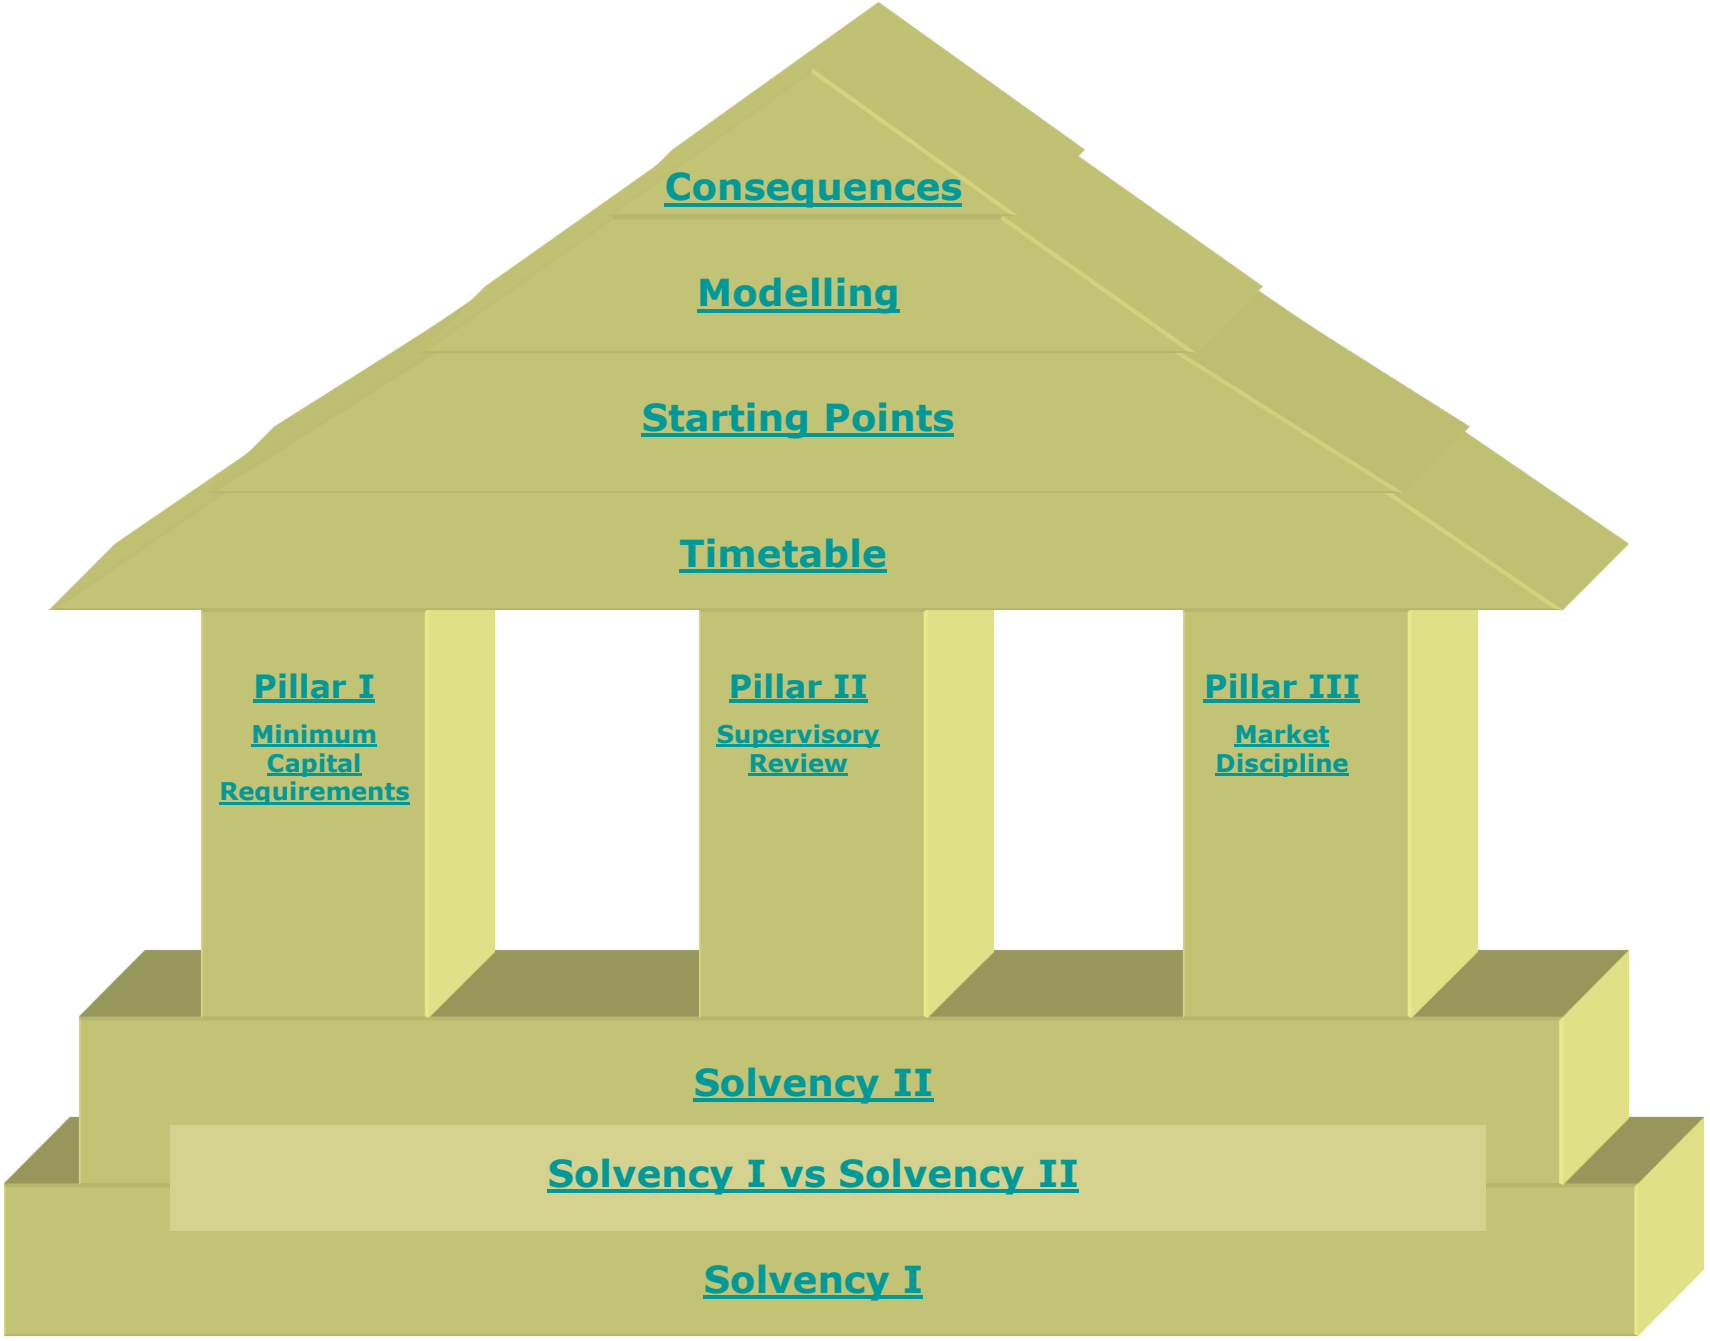 Consequences
Modelling
Starting Points
Timetable
Pillar I
Minimum
Capital
Requirements
Pillar II
Supervisory
Review
Pillar III
Market
Discipline
Solvency II
Solvency I vs Solvency II
Solvency I